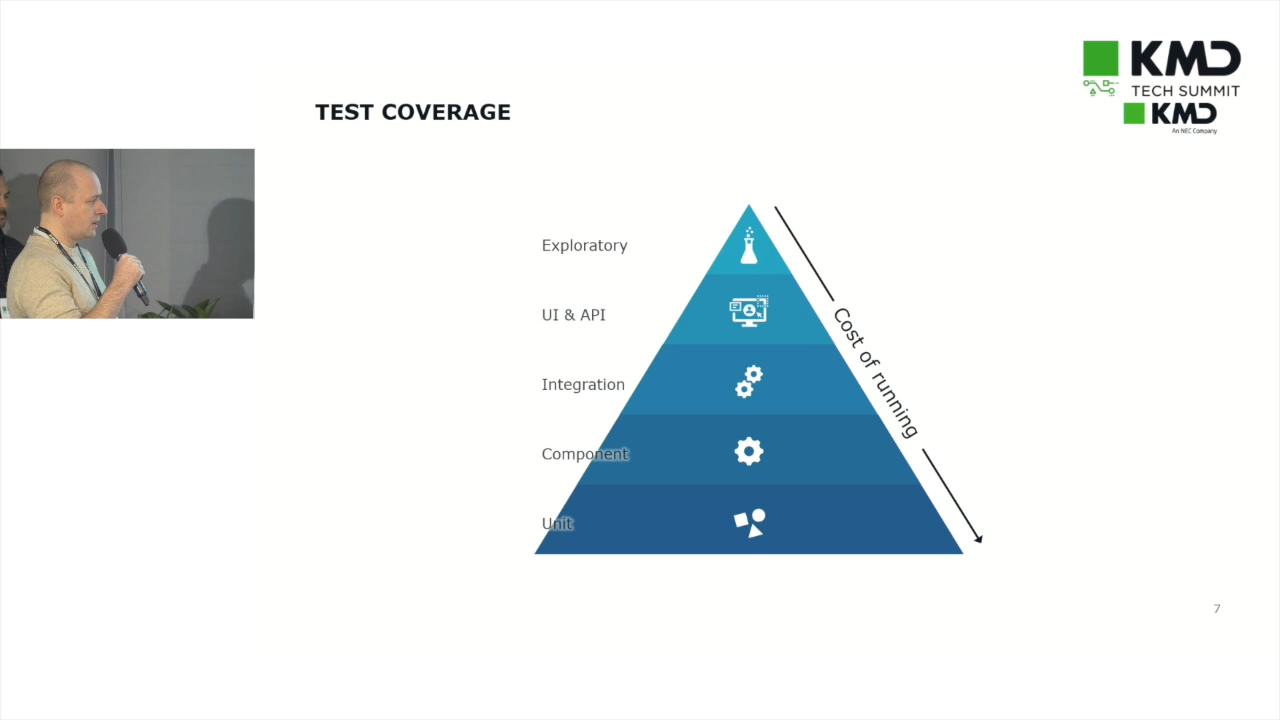 KMD
TECH SUMMIT
KMD
An NEC Company
TEST COVERAGE
Exploratory
UI & API
Integration
Component
Unit
Cost of running
7